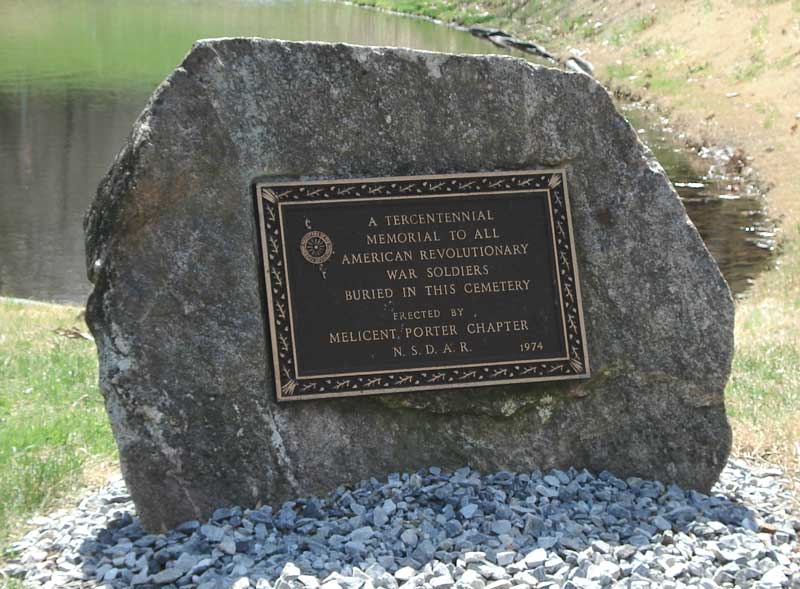 A TERCENTENNIAL
MEMORIAL TO ALL
AMERICAN REVOLUTIONARY
WAR SOLDIERS
BURIED IN THIS CEMETERY
ERECTED BY
MELICENT PORTER CHAPTER
N. S. D. A. R. 1974